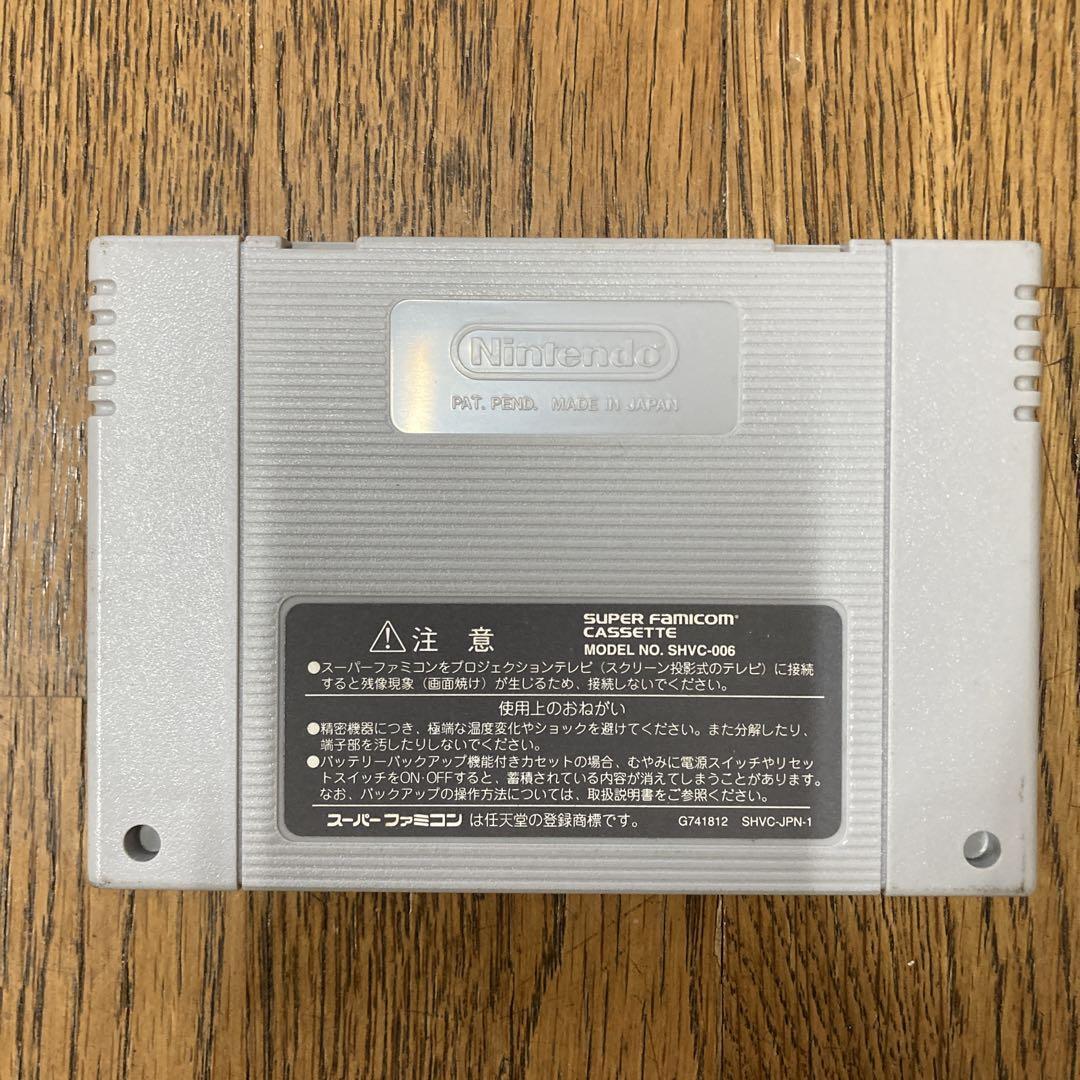 Nintendo
PAT. PEND. MADE IN JAPAN
⚠注意
SUPER FAMICOM®
CASSETTE
MODEL NO. SHVC-006
●スーパーファミコンをプロジェクションテレビ（スクリーン投影式のテレビ）に接続
すると残像現象（画面焼け）が生じるため、接続しないでください。
使用上のおねがい
●精密機器につき、極端な温度変化やショックを避けてください。また分解したり、
端子部を汚したりしないでください。
●バッテリーバックアップ機能付きカセットの場合、むやみに電源スイッチやリセッ
トスイッチをON・OFFすると、蓄積されている内容が消えてしまうことがあります。
なお、バックアップの操作方法については、取扱説明書をご参照ください。
スーパーファミコン は任天堂の登録商標です。 G741812 SHVC-JPN-1